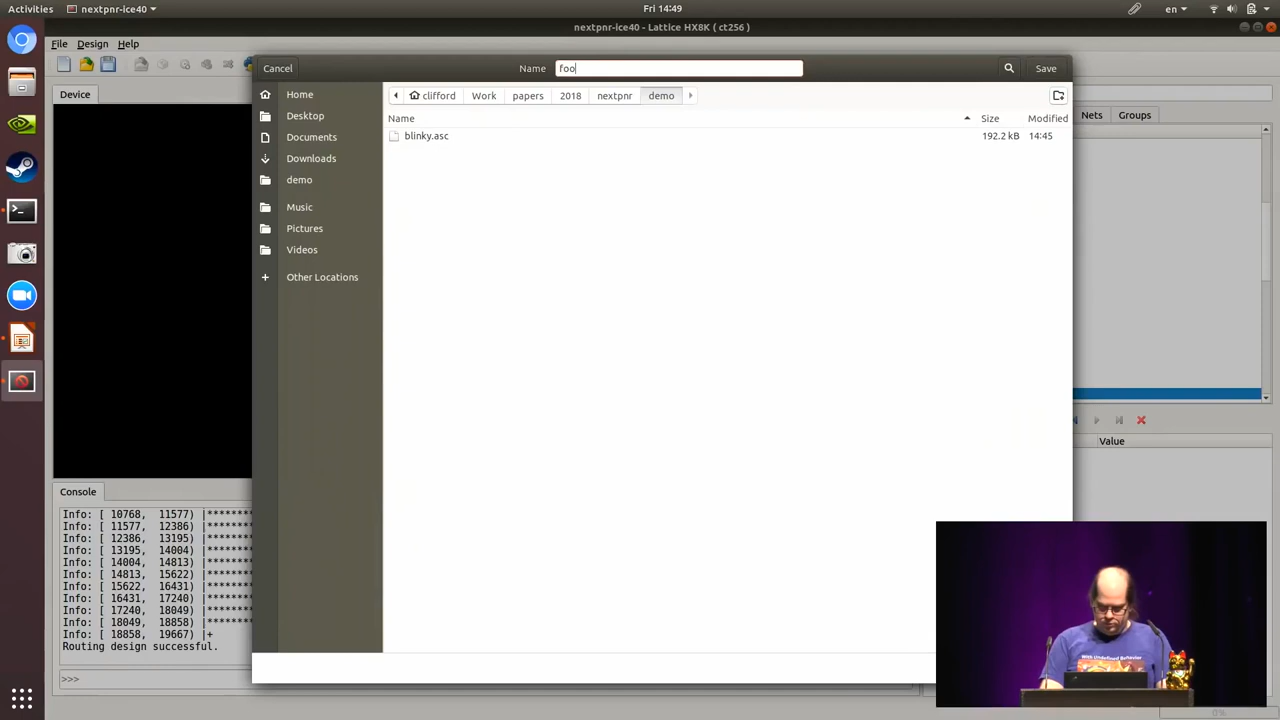 Activities
nextpnr-ice40
Fri 14:49
en
nextpnr-ice40 - Lattice HX8K ( ct256 )
File Design Help
Cancel
Name
foo
Save
Device
Home
Desktop
Documents
Downloads
demo
Music
Pictures
Videos
Other Locations
clifford
Work
papers
2018
nextpnr
demo
Name Size Modified
blinky.asc 192.2 kB 14:45
Nets Groups
Value
Console
Info: [ 10768, 11577) |********
Info: [ 11577, 12386) |********
Info: [ 12386, 13195) |********
Info: [ 13195, 14004) |********
Info: [ 14004, 14813) |********
Info: [ 14813, 15622) |********
Info: [ 15622, 16431) |********
Info: [ 16431, 17240) |********
Info: [ 17240, 18049) |********
Info: [ 18049, 18858) |********
Info: [ 18858, 19667) |+
Routing design successful.
>>>
With Undefined Behavior
0%